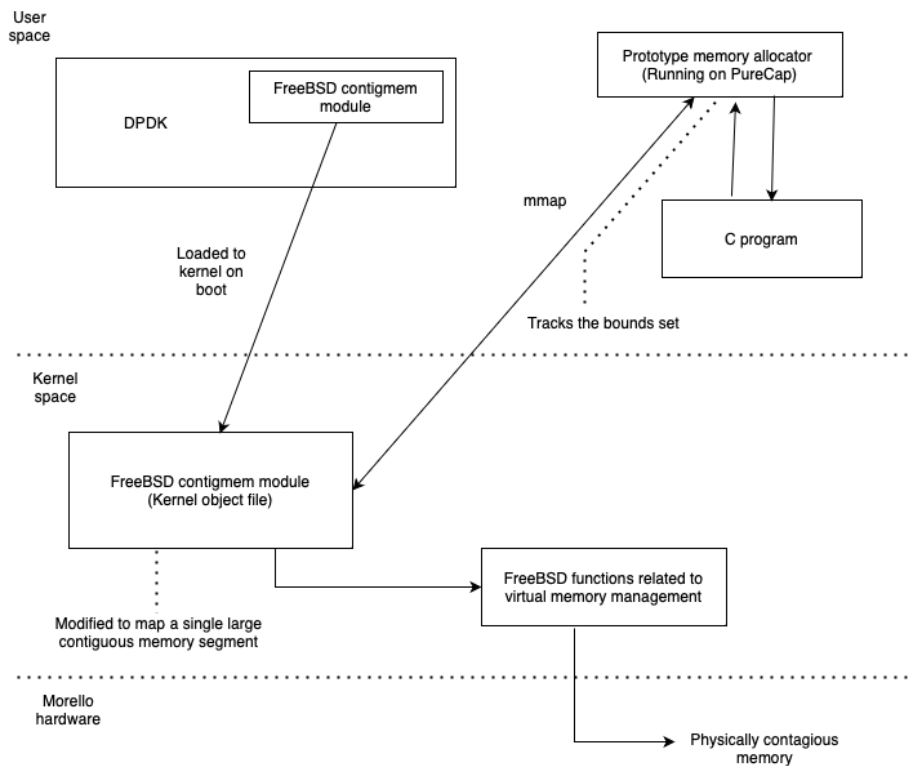 User
space
Prototype memory allocator
(Running on PureCap)
FreeBSD contigmem
module
DPDK
mmap
C program
Loaded to
kernel on
boot
Tracks the bounds set
Kernel
space
FreeBSD contigmem module
(Kernel object file)
FreeBSD functions related to
virtual memory management
Modified to map a single large
contiguous memory segment
Morello
hardware
Physically contagious
memory